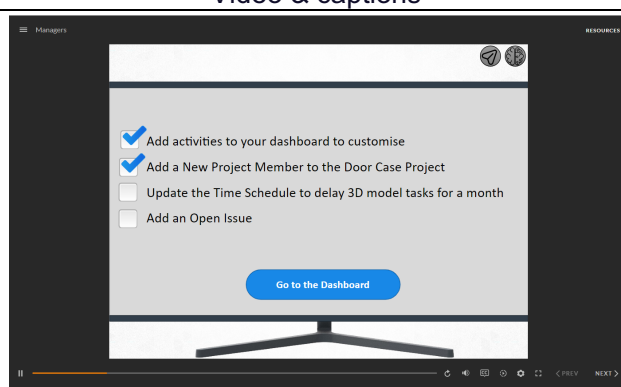 Video & captions
Managers
RESOURCES
Add activities to your dashboard to customise
Add a New Project Member to the Door Case Project
Update the Time Schedule to delay 3D model tasks for a month
Add an Open Issue
Go to the Dashboard
CC
< PREV NEXT >